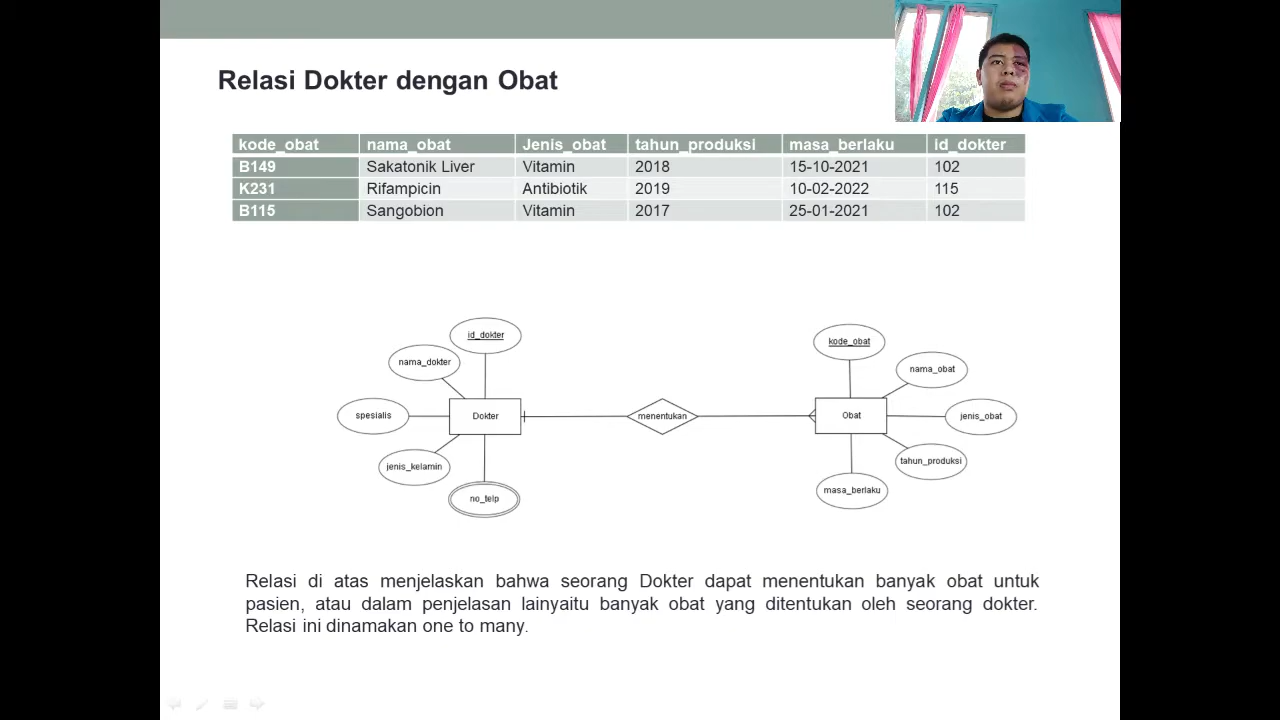 Relasi Dokter dengan Obat
kode_obat nama_obat Jenis_obat tahun_produksi masa_berlaku id_dokter
B149 Sakatonik Liver Vitamin 2018 15-10-2021 102
K231 Rifampicin Antibiotik 2019 10-02-2022 115
B115 Sangobion Vitamin 2017 25-01-2021 102
id_dokter
nama_dokter
spesialis
Dokter
jenis_kelamin
no_telp
menentukan
kode_obat
nama_obat
Obat
jenis_obat
tahun_produksi
masa_berlaku
Relasi di atas menjelaskan bahwa seorang Dokter dapat menentukan banyak obat untuk
pasien, atau dalam penjelasan lainyaitu banyak obat yang ditentukan oleh seorang dokter.
Relasi ini dinamakan one to many.